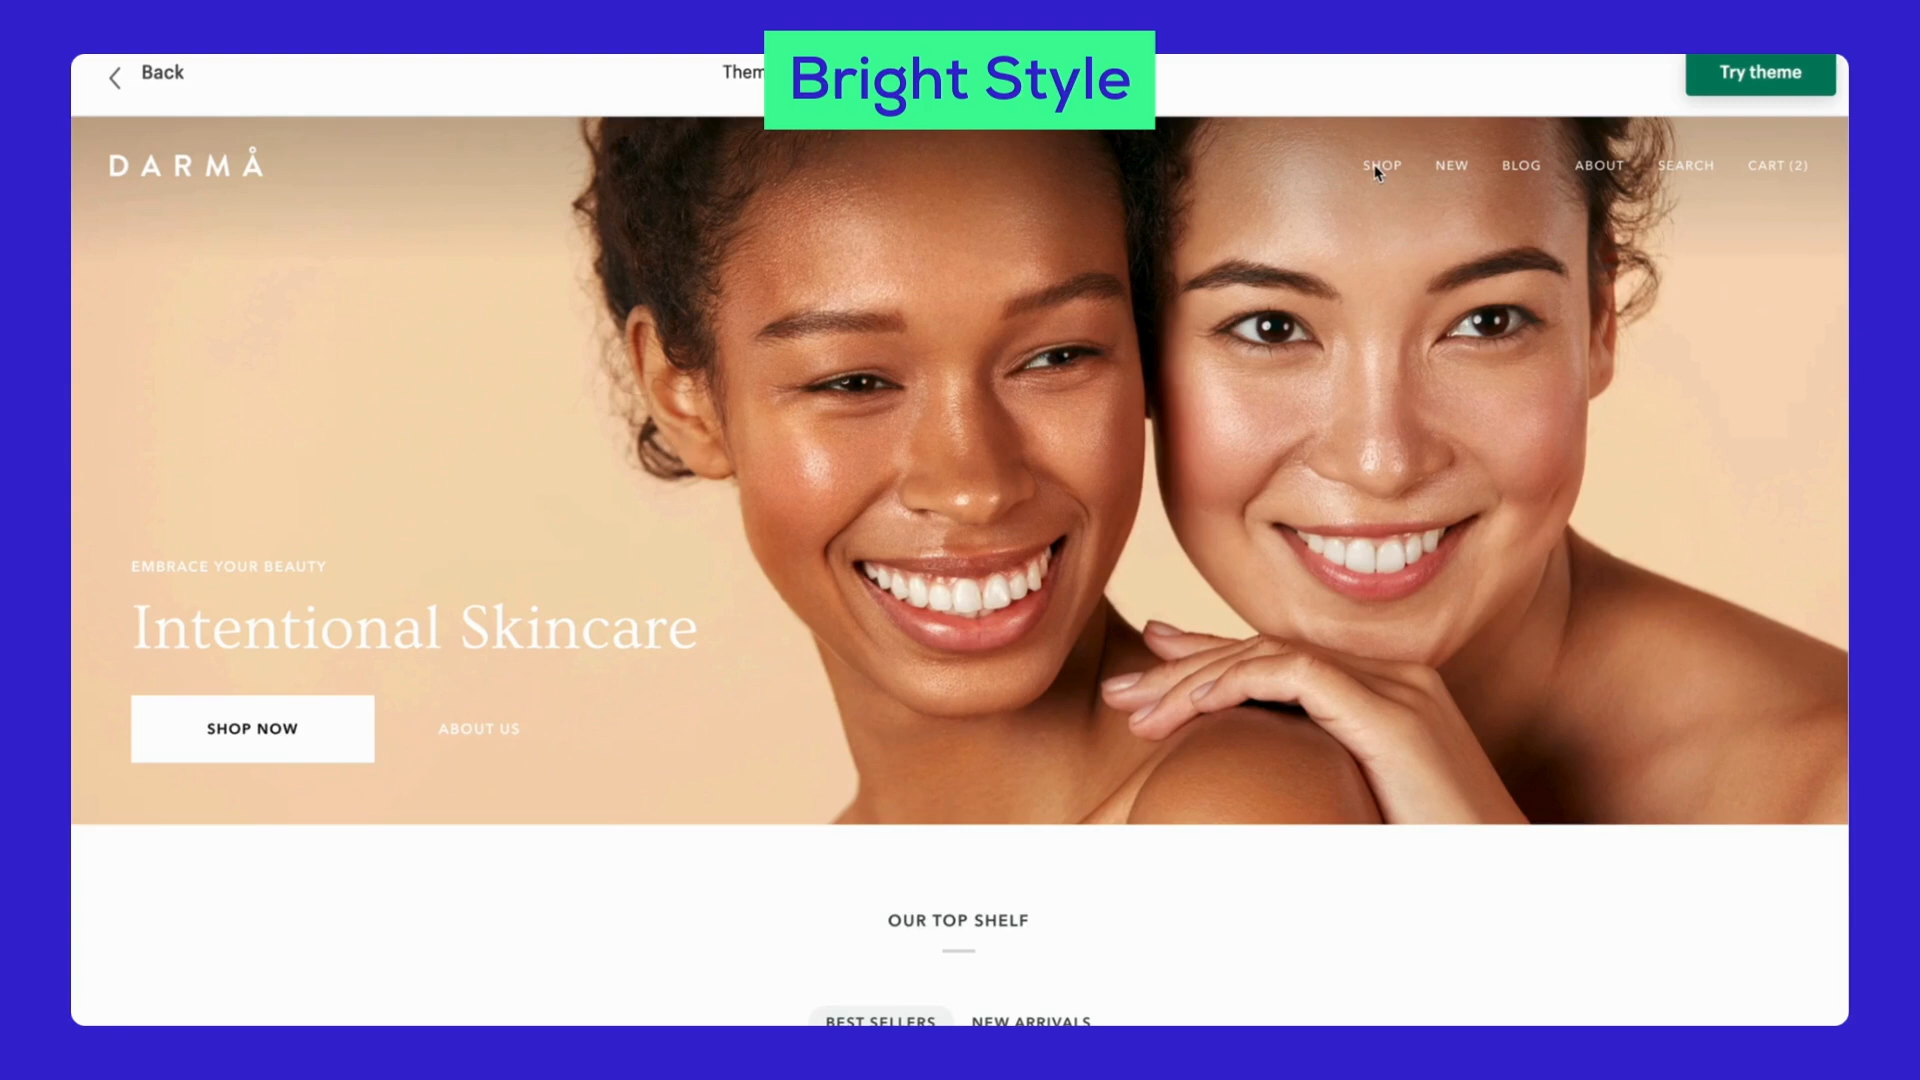 Back
Them
Bright Style
Try theme
DARMÅ
SHOP NEW BLOG ABOUT SEARCH CART (2)
EMBRACE YOUR BEAUTY
Intentional Skincare
SHOP NOW
ABOUT US
OUR TOP SHELF
BEST SELLERS NEW ARRIVALS